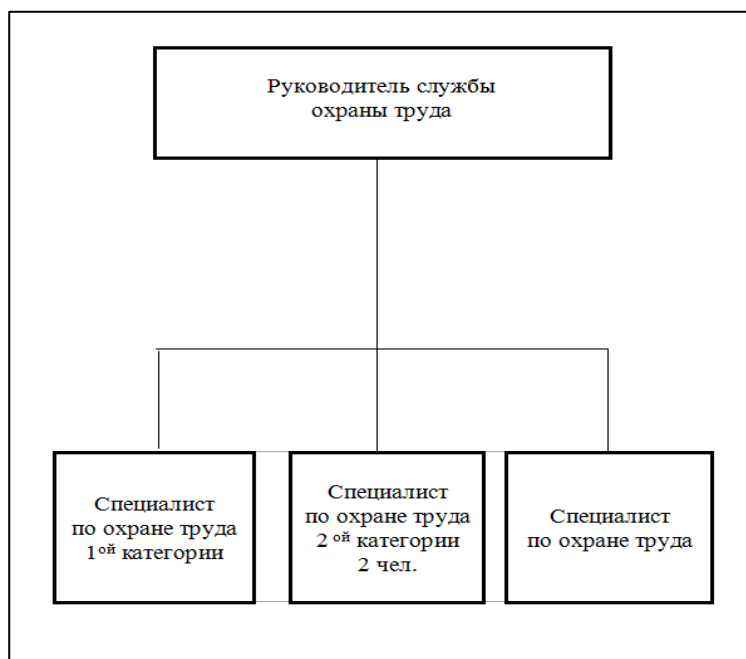 Руководитель службы
охраны труда
Специалист
по охране труда
1ой категории
Специалист
по охране труда
2 ой категории
2 чел.
Специалист
по охране труда